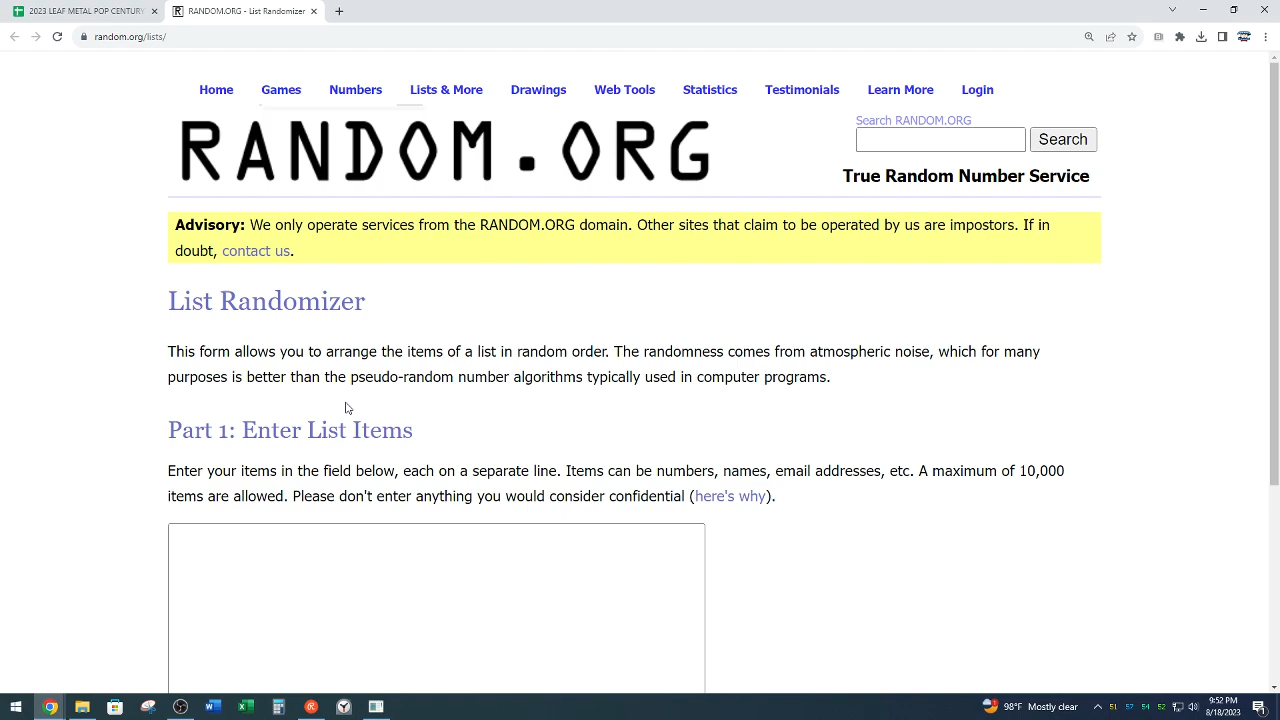 2023 LEAF METAL POP CENTURY
RANDOM.ORG - List Randomizer
random.org/lists/
Home Games Numbers Lists & More Drawings Web Tools Statistics Testimonials Learn More Login
Search RANDOM.ORG
RANDOM.ORG
Search
True Random Number Service
Advisory: We only operate services from the RANDOM.ORG domain. Other sites that claim to be operated by us are impostors. If in
doubt, contact us.
List Randomizer
This form allows you to arrange the items of a list in random order. The randomness comes from atmospheric noise, which for many
purposes is better than the pseudo-random number algorithms typically used in computer programs.
Part 1: Enter List Items
Enter your items in the field below, each on a separate line. Items can be numbers, names, email addresses, etc. A maximum of 10,000
items are allowed. Please don't enter anything you would consider confidential (here's why).
98°F Mostly clear
51 57 54 52
9:52 PM
8/18/2023